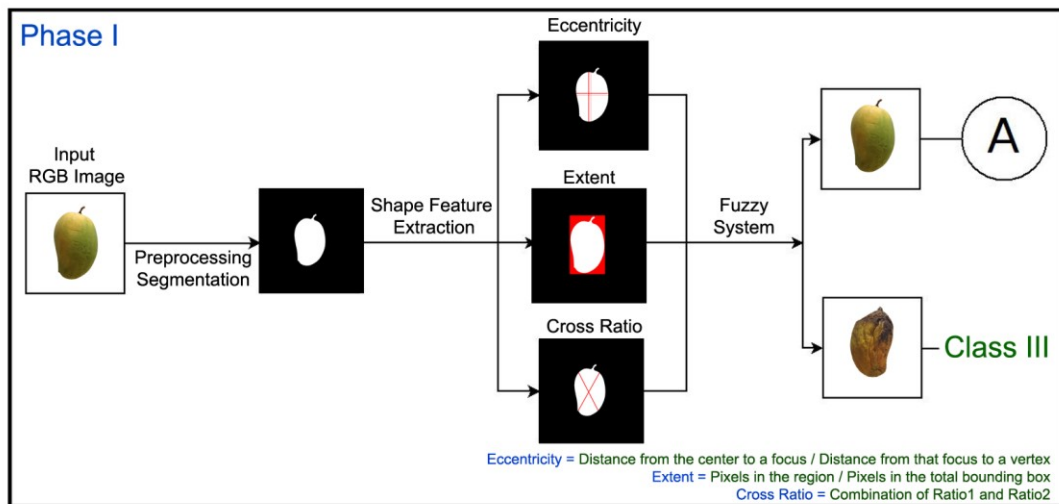 Phase I
Input
RGB Image
Preprocessing
Segmentation
Shape Feature
Extraction
Eccentricity
Extent
Cross Ratio
Fuzzy
System
A
Class III
Eccentricity = Distance from the center to a focus / Distance from that focus to a vertex
Extent = Pixels in the region / Pixels in the total bounding box
Cross Ratio = Combination of Ratio1 and Ratio2